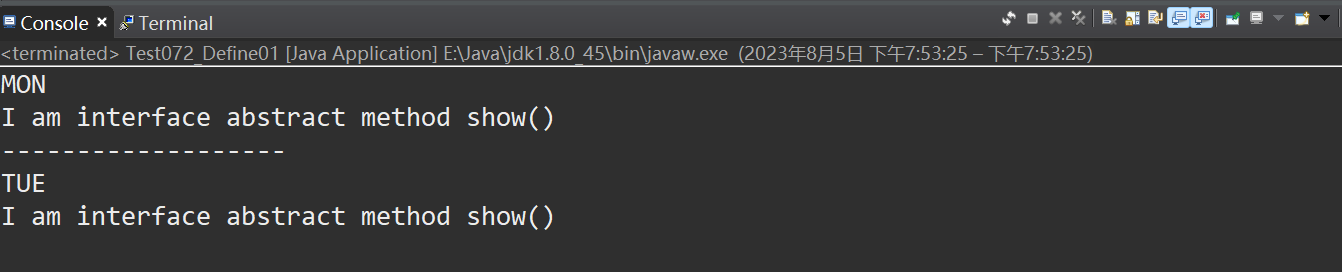 Console Terminal
<terminated> Test072_Define01 [Java Application] E:\Java\jdk1.8.0_45\bin\javaw.exe (2023年8月5日 下午7:53:25 – 下午7:53:25)
MON
I am interface abstract method show()
-------------------
TUE
I am interface abstract method show()